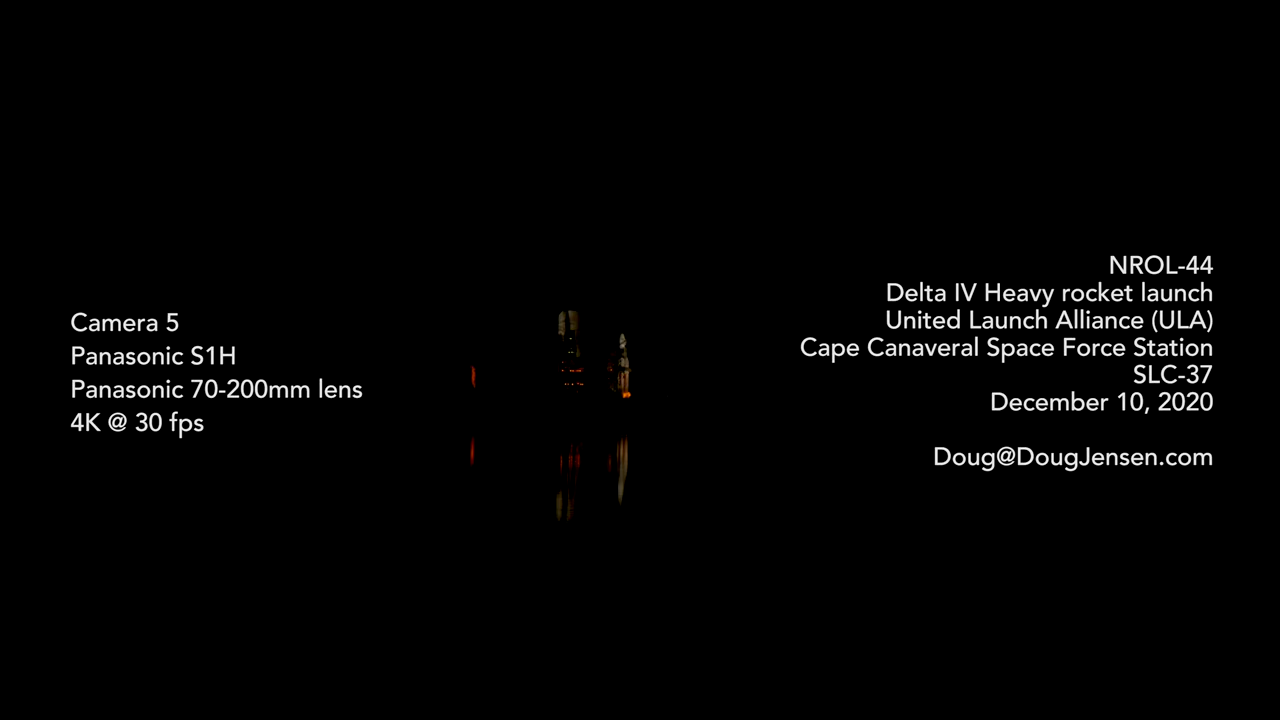 Camera 5
Panasonic S1H
Panasonic 70-200mm lens
4K @ 30 fps
NROL-44
Delta IV Heavy rocket launch
United Launch Alliance (ULA)
Cape Canaveral Space Force Station
SLC-37
December 10, 2020
Doug@DougJensen.com